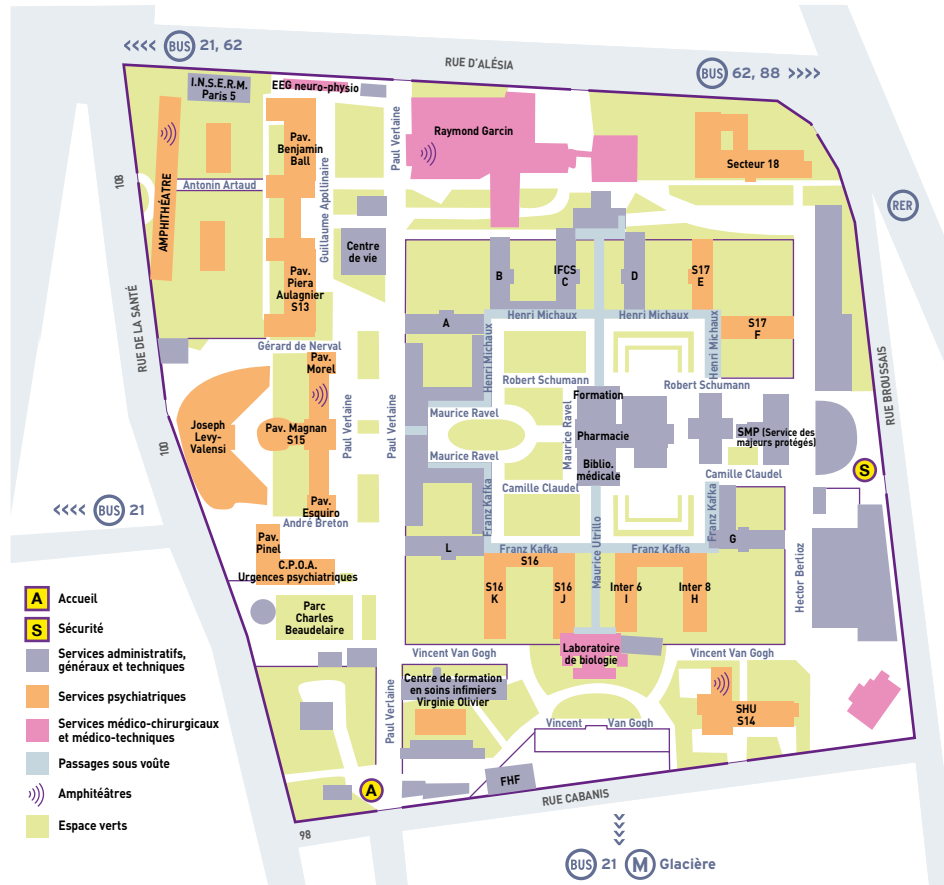 <<<< BUS 21, 62
RUE D'ALÉSIA
BUS 62, 88 >>>>
I.N.S.E.R.M.
Paris 5
EEG neuro-physio
Pav.
Benjamin
Ball
Paul Verlaine
Raymond Garcin
Secteur 18
108
Antonin Artaud
AMPHITHÉÂTRE
Guillaume Apollinaire
RER
Centre
de vie
B
IFCS
C
D
S17
E
Pav.
Piera
Aulagnier
S13
Henri Michaux
Henri Michaux
A
S17
F
RUE DE LA SANTÉ
Gérard de Nerval
Henri Michaux
Henri Michaux
Pav.
Morel
Robert Schumann
Robert Schumann
RUE BROUSSAIS
Formation
Paul Verlaine
Paul Verlaine
Maurice Ravel
Maurice Ravel
Joseph
Levy-
Valensi
Pav. Magnan
S15
Pharmacie
SMP (Service des
majeurs protégés)
100
Maurice Ravel
Biblio.
médicale
Camille Claudel
S
Camille Claudel
<<<< BUS 21
Pav.
Esquiro
André Breton
Franz Kafka
Franz Kafka
Pav.
Pinel
L
Franz Kafka
Franz Kafka
G
Maurice Utrillo
C.P.O.A.
Urgences psychiatriques
S16
S16
K
S16
J
Inter 6
I
Inter 8
H
Hector Berlioz
Parc
Charles
Beaudelaire
Vincent Van Gogh
Laboratoire
de biologie
Vincent Van Gogh
Centre de formation
en soins infimiers
Virginie Olivier
Paul Verlaine
SHU
S14
Vincent Van Gogh
FHF
A
RUE CABANIS
98
BUS 21 M Glacière
A Accueil
S Sécurité
Services administratifs,
généraux et techniques
Services psychiatriques
Services médico-chirurgicaux
et médico-techniques
Passages sous voûte
Amphitéâtres
Espace verts